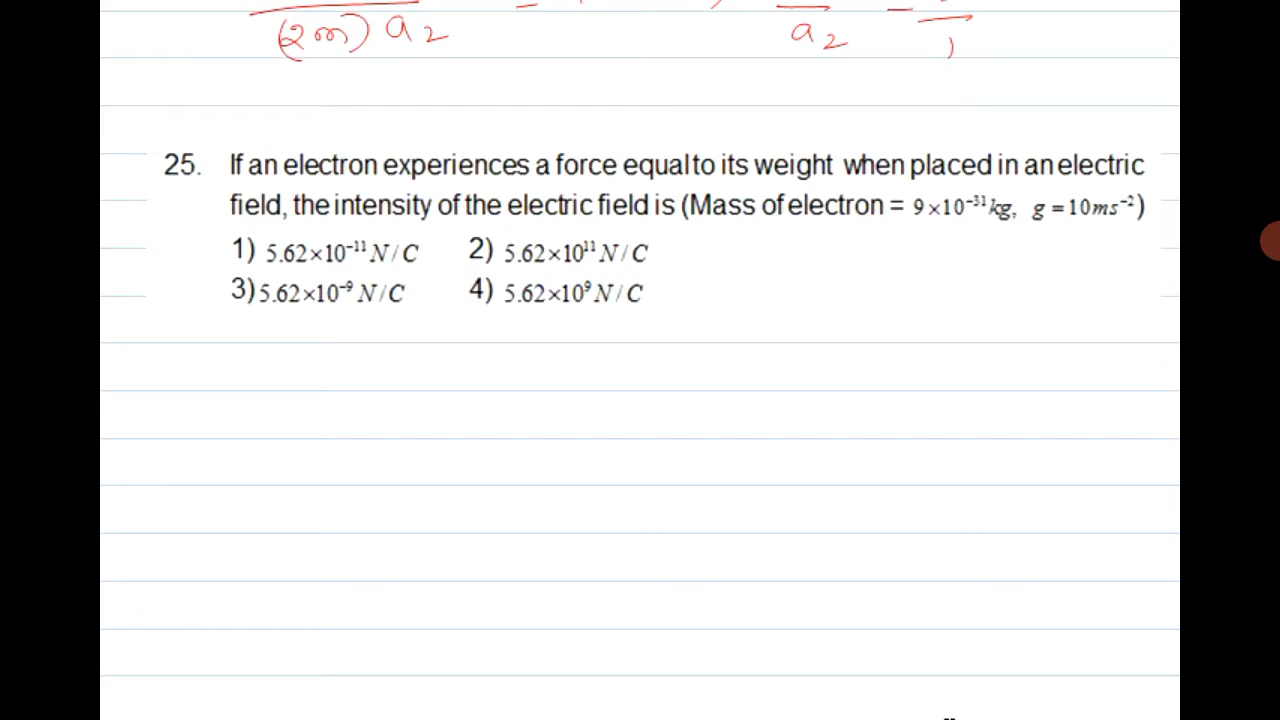 (2m) a₂ a₂ 1
25. If an electron experiences a force equal to its weight when placed in an electric
field, the intensity of the electric field is (Mass of electron = 9×10⁻³¹kg, g=10ms⁻²)
1) 5.62×10⁻¹¹ N/C 2) 5.62×10¹¹ N/C
3) 5.62×10⁻⁹ N/C 4) 5.62×10⁹ N/C